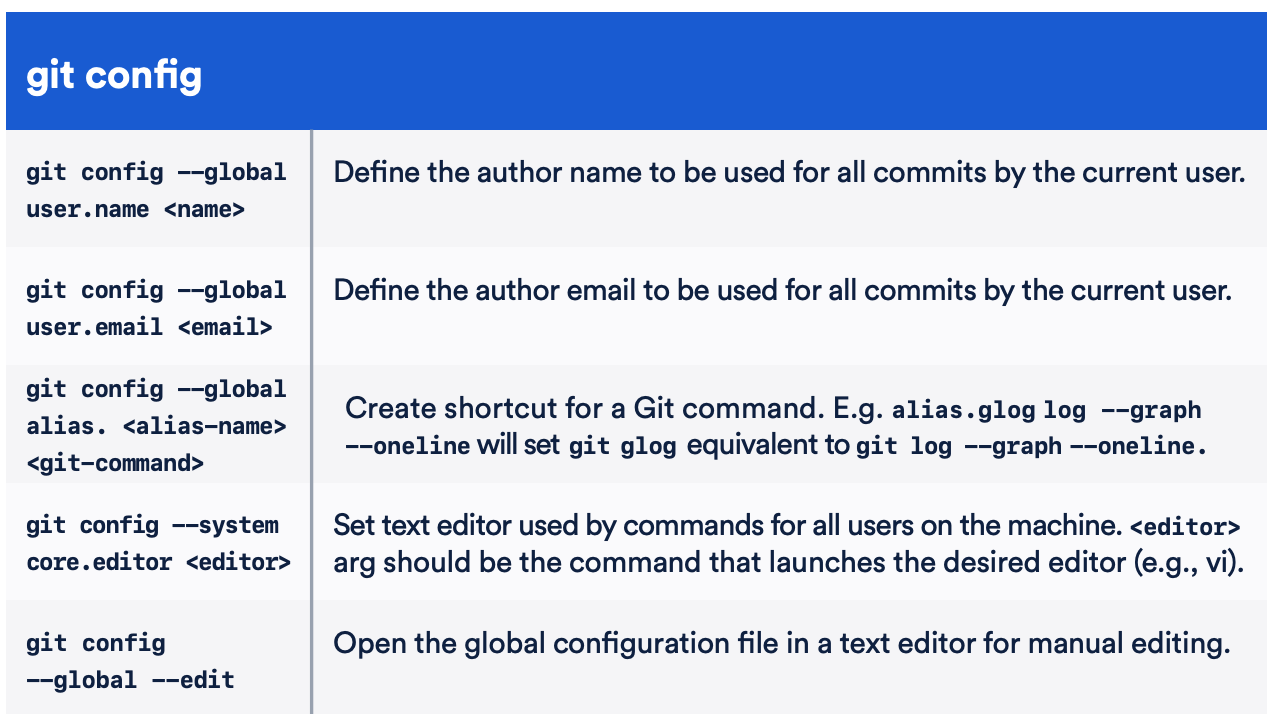 git config
git config --global
user.name <name>
Define the author name to be used for all commits by the current user.
git config --global
user.email <email>
Define the author email to be used for all commits by the current user.
git config --global
alias. <alias-name>
<git-command>
Create shortcut for a Git command. E.g. alias.glog log --graph
--oneline will set git glog equivalent to git log --graph --oneline.
git config --system
core.editor <editor>
Set text editor used by commands for all users on the machine. <editor>
arg should be the command that launches the desired editor (e.g., vi).
git config
--global --edit
Open the global configuration file in a text editor for manual editing.